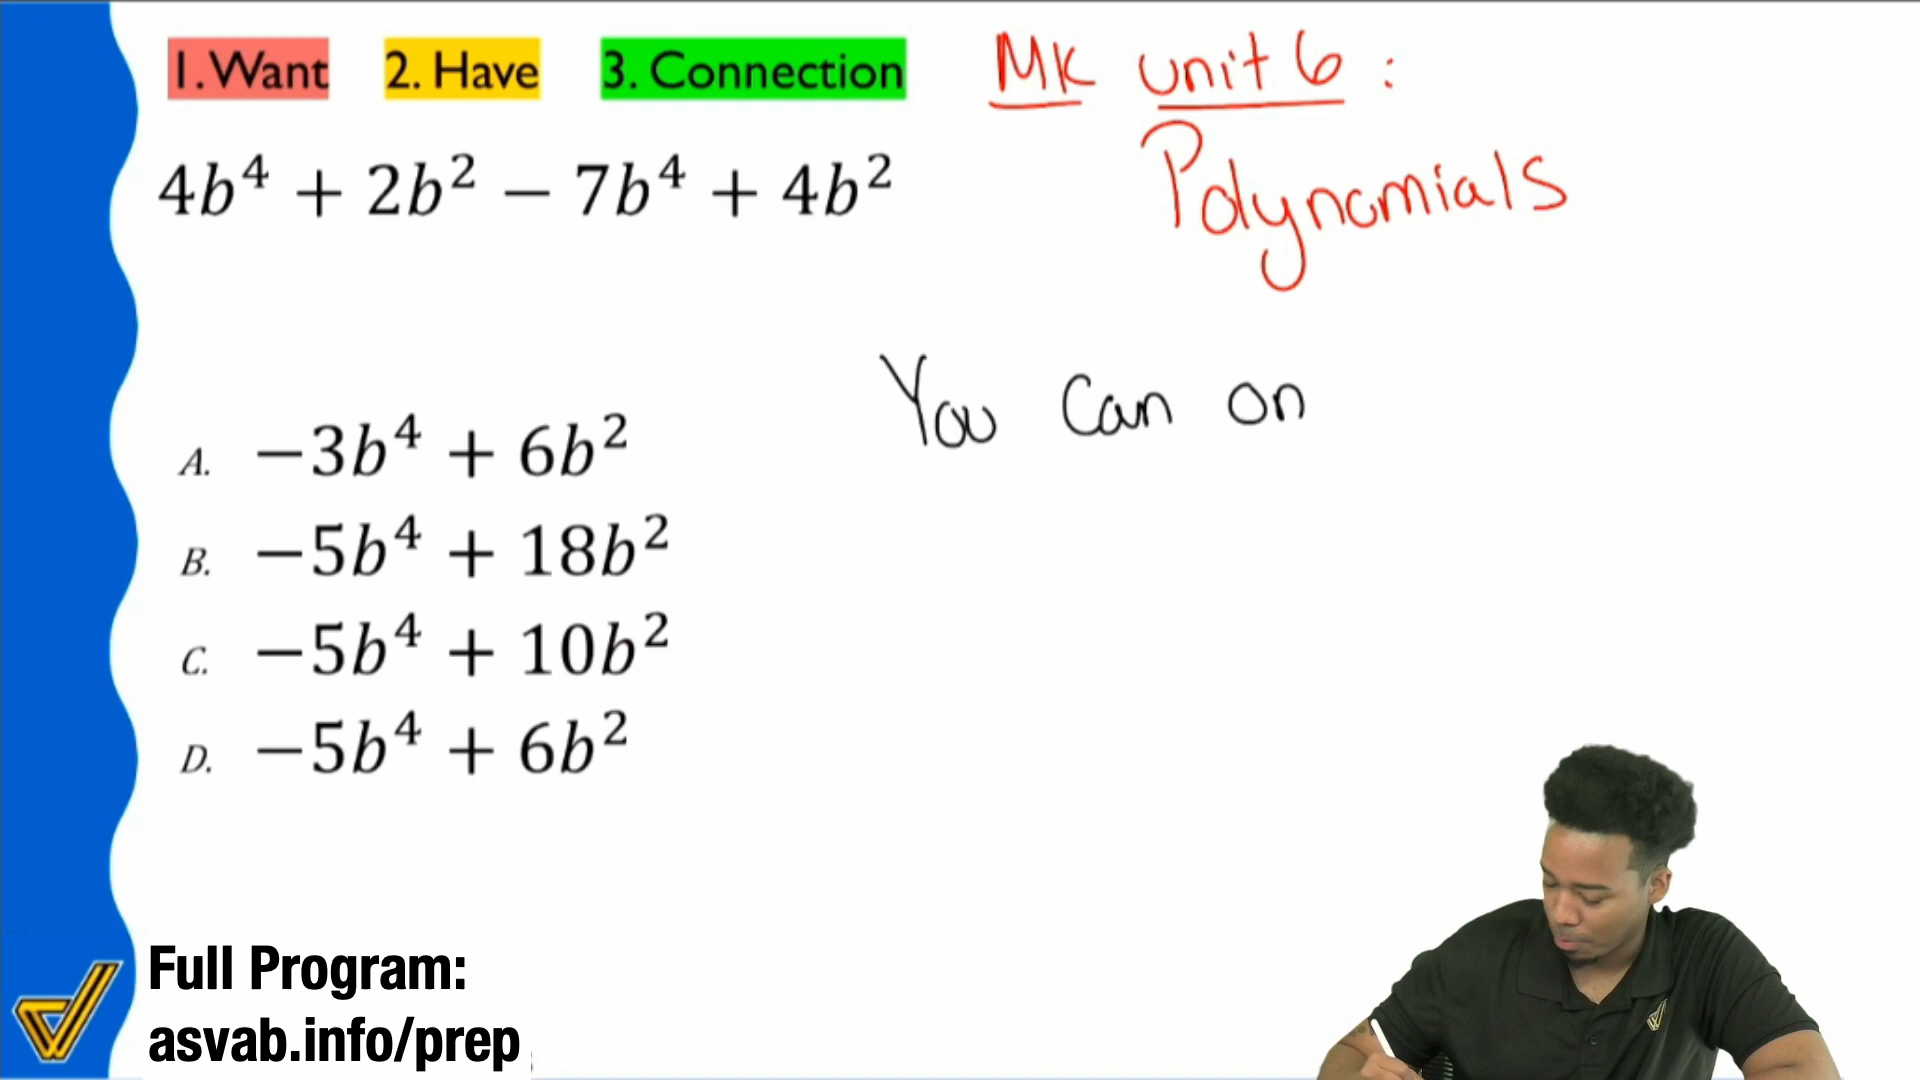 1. Want 2. Have 3. Connection MK unit 6:
4b⁴ + 2b² − 7b⁴ + 4b² Polynomials
You Can on
A. −3b⁴ + 6b²
B. −5b⁴ + 18b²
C. −5b⁴ + 10b²
D. −5b⁴ + 6b²
Full Program:
asvab.info/prep